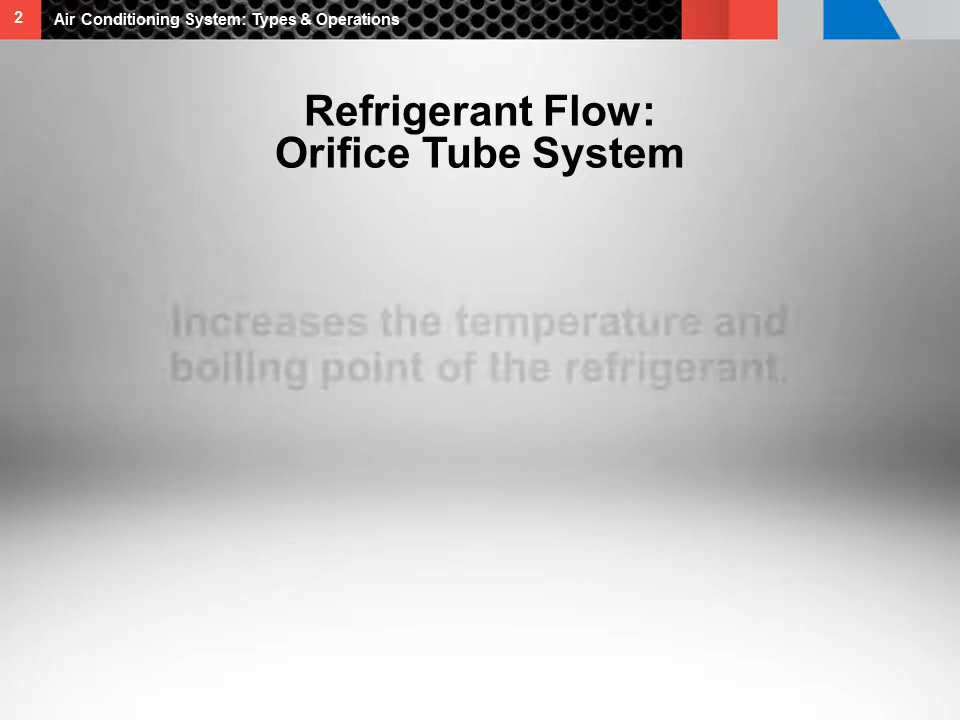 2
Air Conditioning System: Types & Operations
Refrigerant Flow:
Orifice Tube System
Increases the temperature and
boiling point of the refrigerant.